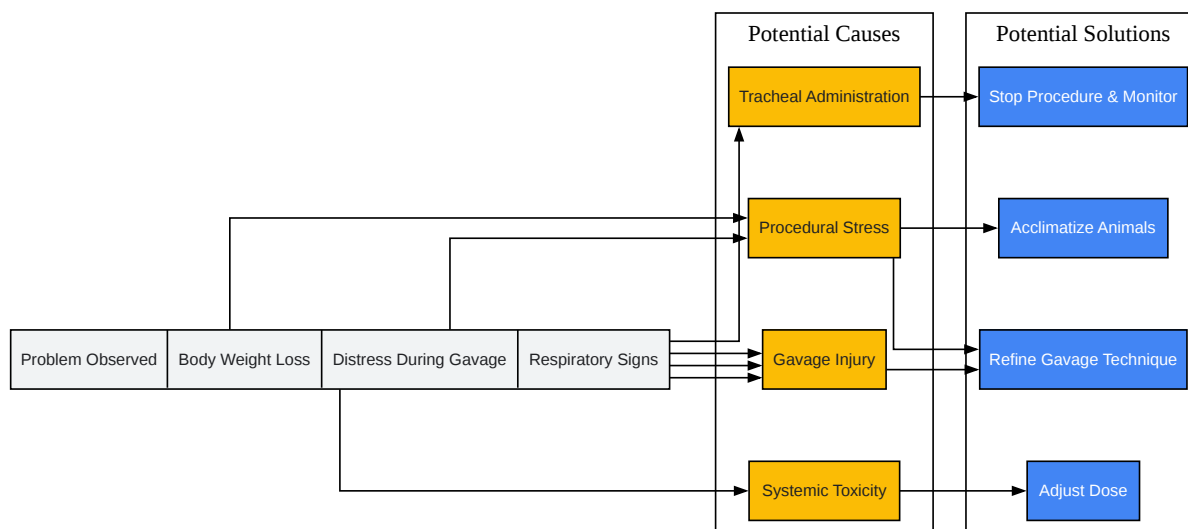 Potential Causes
Potential Solutions
Tracheal Administration
Stop Procedure & Monitor
Procedural Stress
Acclimatize Animals
Problem Observed
Body Weight Loss
Distress During Gavage
Respiratory Signs
Gavage Injury
Refine Gavage Technique
Systemic Toxicity
Adjust Dose